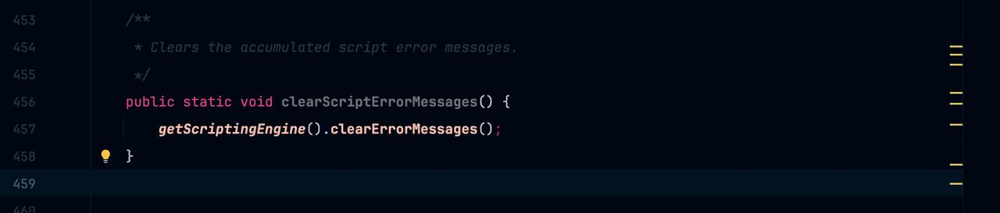 453 /**
454 * Clears the accumulated script error messages.
455 */
456 public static void clearScriptErrorMessages() {
457 getScriptingEngine().clearErrorMessages();
458 }
459
460